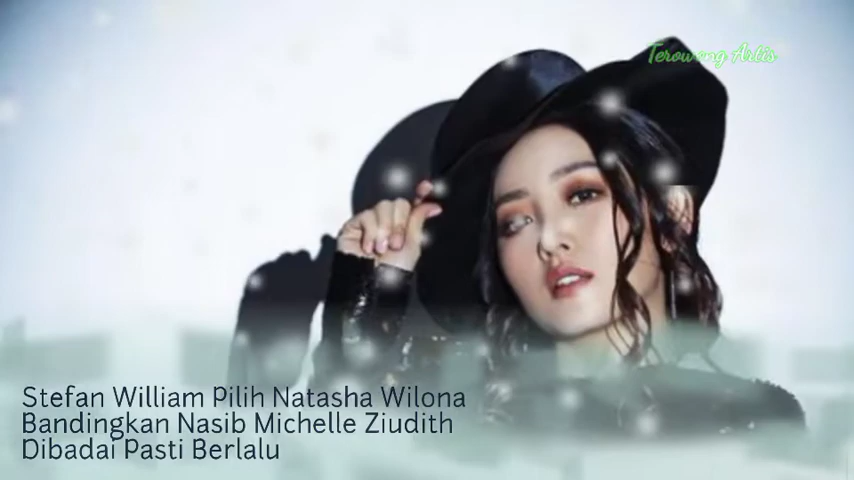 Terowong Artis
Stefan William Pilih Natasha Wilona
Bandingkan Nasib Michelle Ziudith
Dibadai Pasti Berlalu